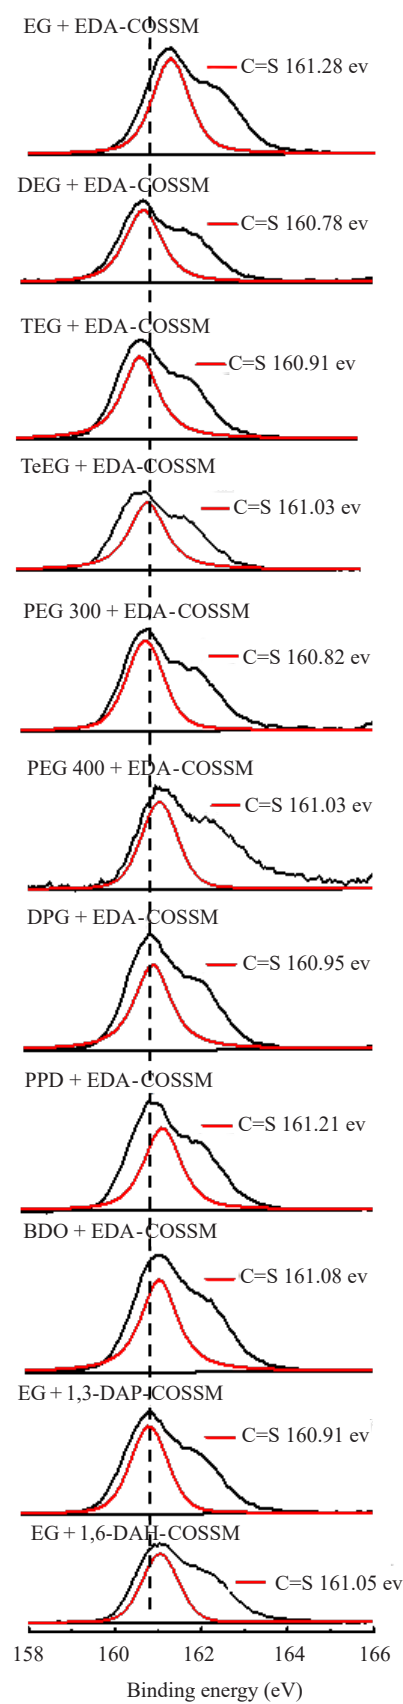 EG + EDA-COSSM
C=S 161.28 ev
DEG + EDA-COSSM
C=S 160.78 ev
TEG + EDA-COSSM
C=S 160.91 ev
TeEG + EDA-COSSM
C=S 161.03 ev
PEG 300 + EDA-COSSM
C=S 160.82 ev
PEG 400 + EDA-COSSM
C=S 161.03 ev
DPG + EDA-COSSM
C=S 160.95 ev
PPD + EDA-COSSM
C=S 161.21 ev
BDO + EDA-COSSM
C=S 161.08 ev
EG + 1,3-DAP-COSSM
C=S 160.91 ev
EG + 1,6-DAH-COSSM
C=S 161.05 ev
158 160 162 164 166
Binding energy (eV)